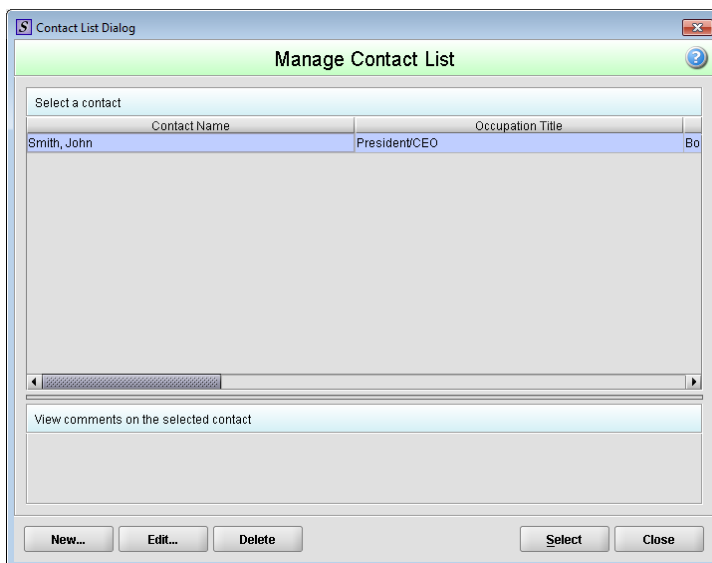 S Contact List Dialog
Manage Contact List ?
Select a contact
Contact Name Occupation Title
Smith, John President/CEO Bo
View comments on the selected contact
New... Edit... Delete Select Close